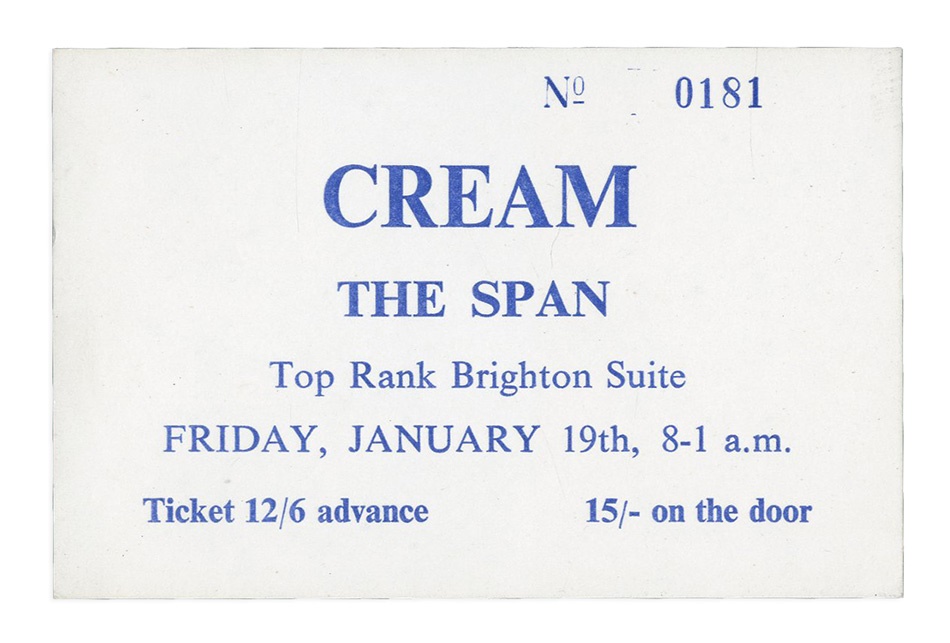 Nº 0181
CREAM
THE SPAN
Top Rank Brighton Suite
FRIDAY, JANUARY 19th, 8-1 a.m.
Ticket 12/6 advance 15/- on the door